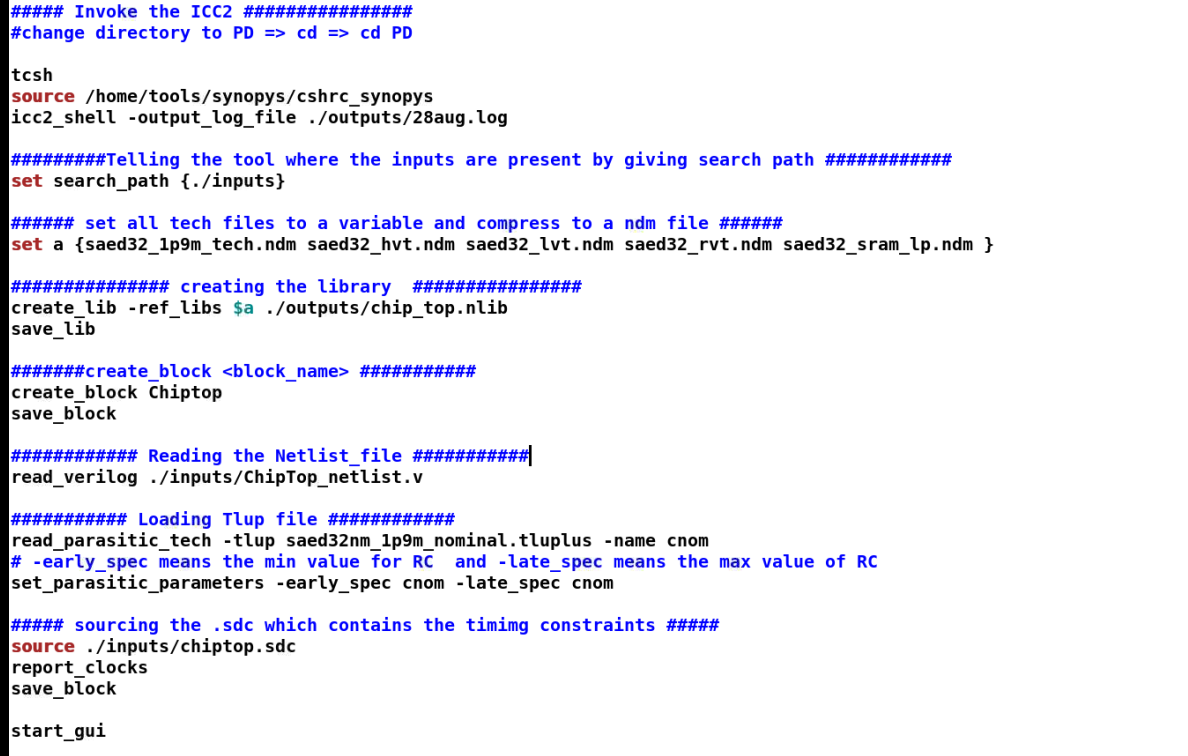 ##### Invoke the ICC2 ################
#change directory to PD => cd => cd PD
tcsh
source /home/tools/synopys/cshrc_synopys
icc2_shell -output_log_file ./outputs/28aug.log
#########Telling the tool where the inputs are present by giving search path ############
set search_path {./inputs}
###### set all tech files to a variable and compress to a ndm file ######
set a {saed32_1p9m_tech.ndm saed32_hvt.ndm saed32_lvt.ndm saed32_rvt.ndm saed32_sram_lp.ndm }
############### creating the library  ################
create_lib -ref_libs $a ./outputs/chip_top.nlib
save_lib
#######create_block <block_name> ###########
create_block Chiptop
save_block
############ Reading the Netlist_file ###########
read_verilog ./inputs/ChipTop_netlist.v
########### Loading Tlup file ############
read_parasitic_tech -tlup saed32nm_1p9m_nominal.tluplus -name cnom
# -early_spec means the min value for RC  and -late_spec means the max value of RC
set_parasitic_parameters -early_spec cnom -late_spec cnom
##### sourcing the .sdc which contains the timimg constraints #####
source ./inputs/chiptop.sdc
report_clocks
save_block
start_gui